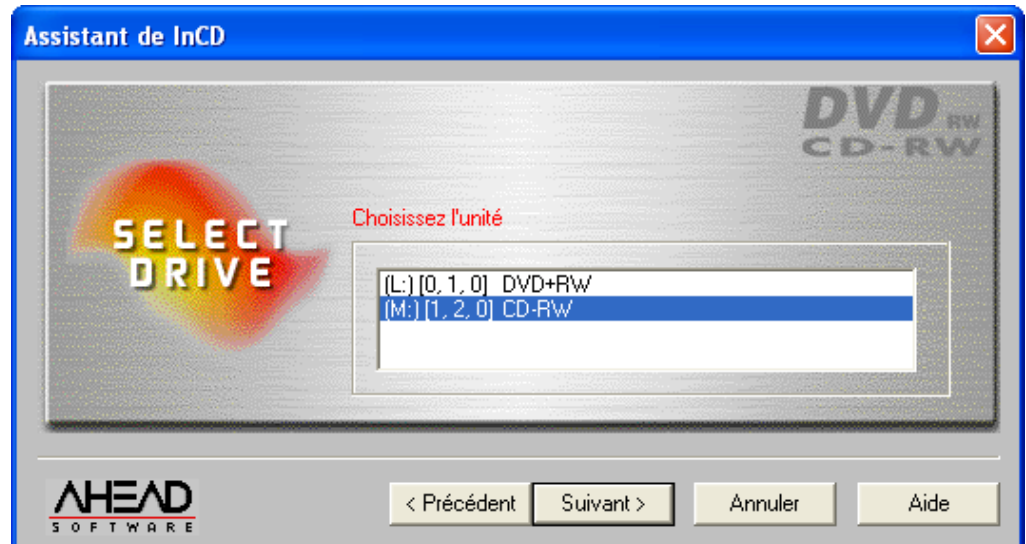 Assistant de InCD
DVD RW
CD-RW
SELECT
DRIVE
Choisissez l'unité
(L:) [0, 1, 0] DVD+RW
(M:) [1, 2, 0] CD-RW
AHEAD
SOFTWARE
< Précédent
Suivant >
Annuler
Aide